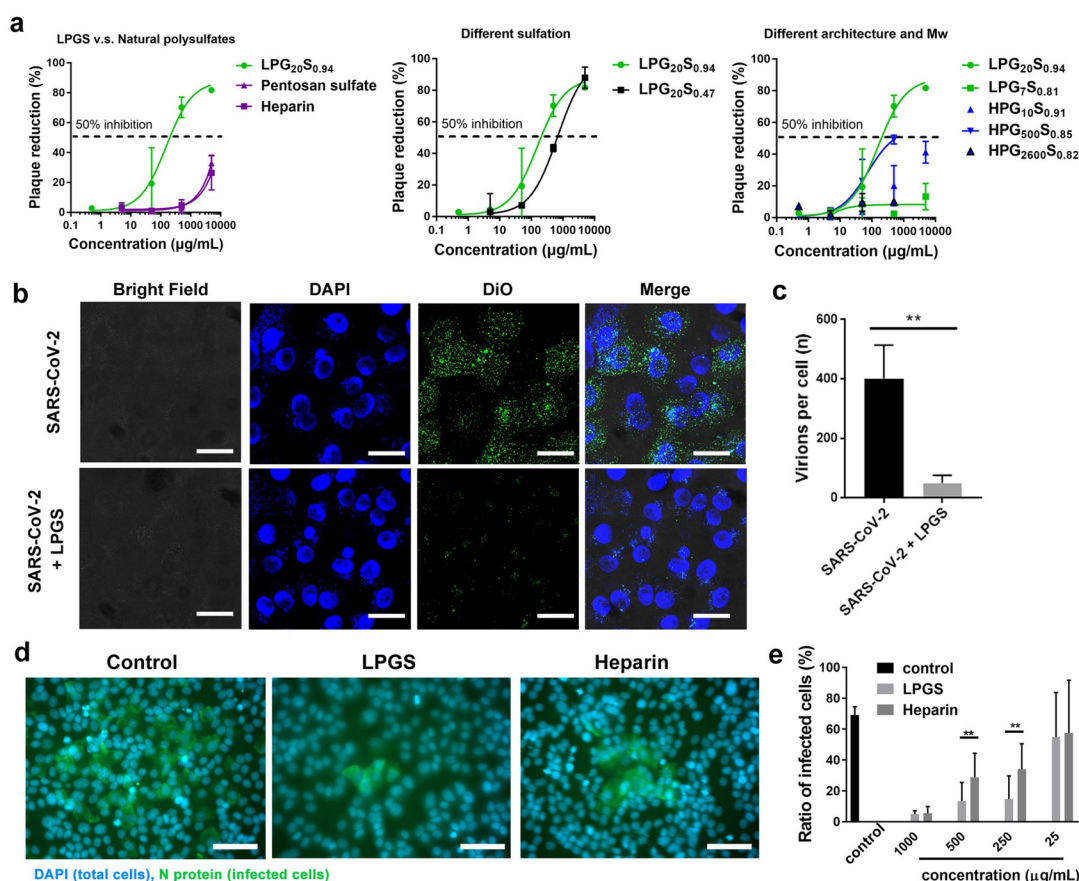 a
LPGS v.s. Natural polysulfates
Plaque reduction (%)
100
80
60
40
20
0
50% inhibition
0.1 1 10 100 1000 10000
Concentration (µg/mL)
LPG20S0.94
Pentosan sulfate
Heparin
Different sulfation
Plaque reduction (%)
100
80
60
40
20
0
50% inhibition
0.1 1 10 100 1000 10000
Concentration (µg/mL)
LPG20S0.94
LPG20S0.47
Different architecture and Mw
Plaque reduction (%)
100
80
60
40
20
0
50% inhibition
0.1 1 10 100 1000 10000
Concentration (µg/mL)
LPG20S0.94
LPG7S0.81
HPG10S0.91
HPG500S0.85
HPG2600S0.82
b
Bright Field DAPI DiO Merge
SARS-CoV-2
SARS-CoV-2
+ LPGS
c
Virions per cell (n)
600
400
200
0
**
SARS-CoV-2
SARS-CoV-2 + LPGS
d
Control LPGS Heparin
DAPI (total cells), N protein (infected cells)
e
Ratio of infected cells (%)
100
80
60
40
20
0
control
LPGS
Heparin
** **
control 1000 500 250 25
concentration (µg/mL)